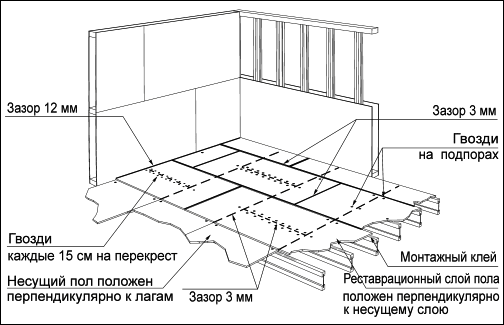 Зазор 12 мм
Зазор 3 мм
Гвозди
на подпорах
Гвозди
каждые 15 см на перекрест
Несущий пол положен
перпендикулярно к лагам
Зазор 3 мм
Монтажный клей
Реставрационный слой пола
положен перпендикулярно
к несущему слою